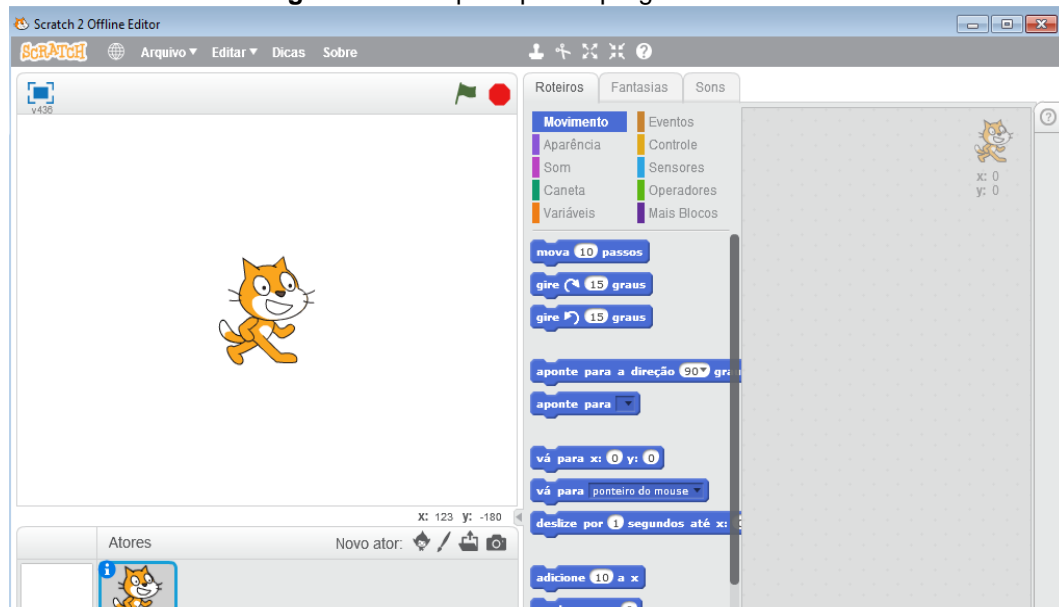 Scratch 2 Offline Editor
SCRATCH Arquivo Editar Dicas Sobre
v436
Roteiros Fantasias Sons
Movimento Eventos
Aparência Controle
Som Sensores
Caneta Operadores
Variáveis Mais Blocos
x: 0
y: 0
mova 10 passos
gire 15 graus
gire 15 graus
aponte para a direção 90
aponte para
vá para x: 0 y: 0
vá para ponteiro do mouse
deslize por 1 segundos até x:
adicione 10 a x
X: 123 y: -180
Atores Novo ator: